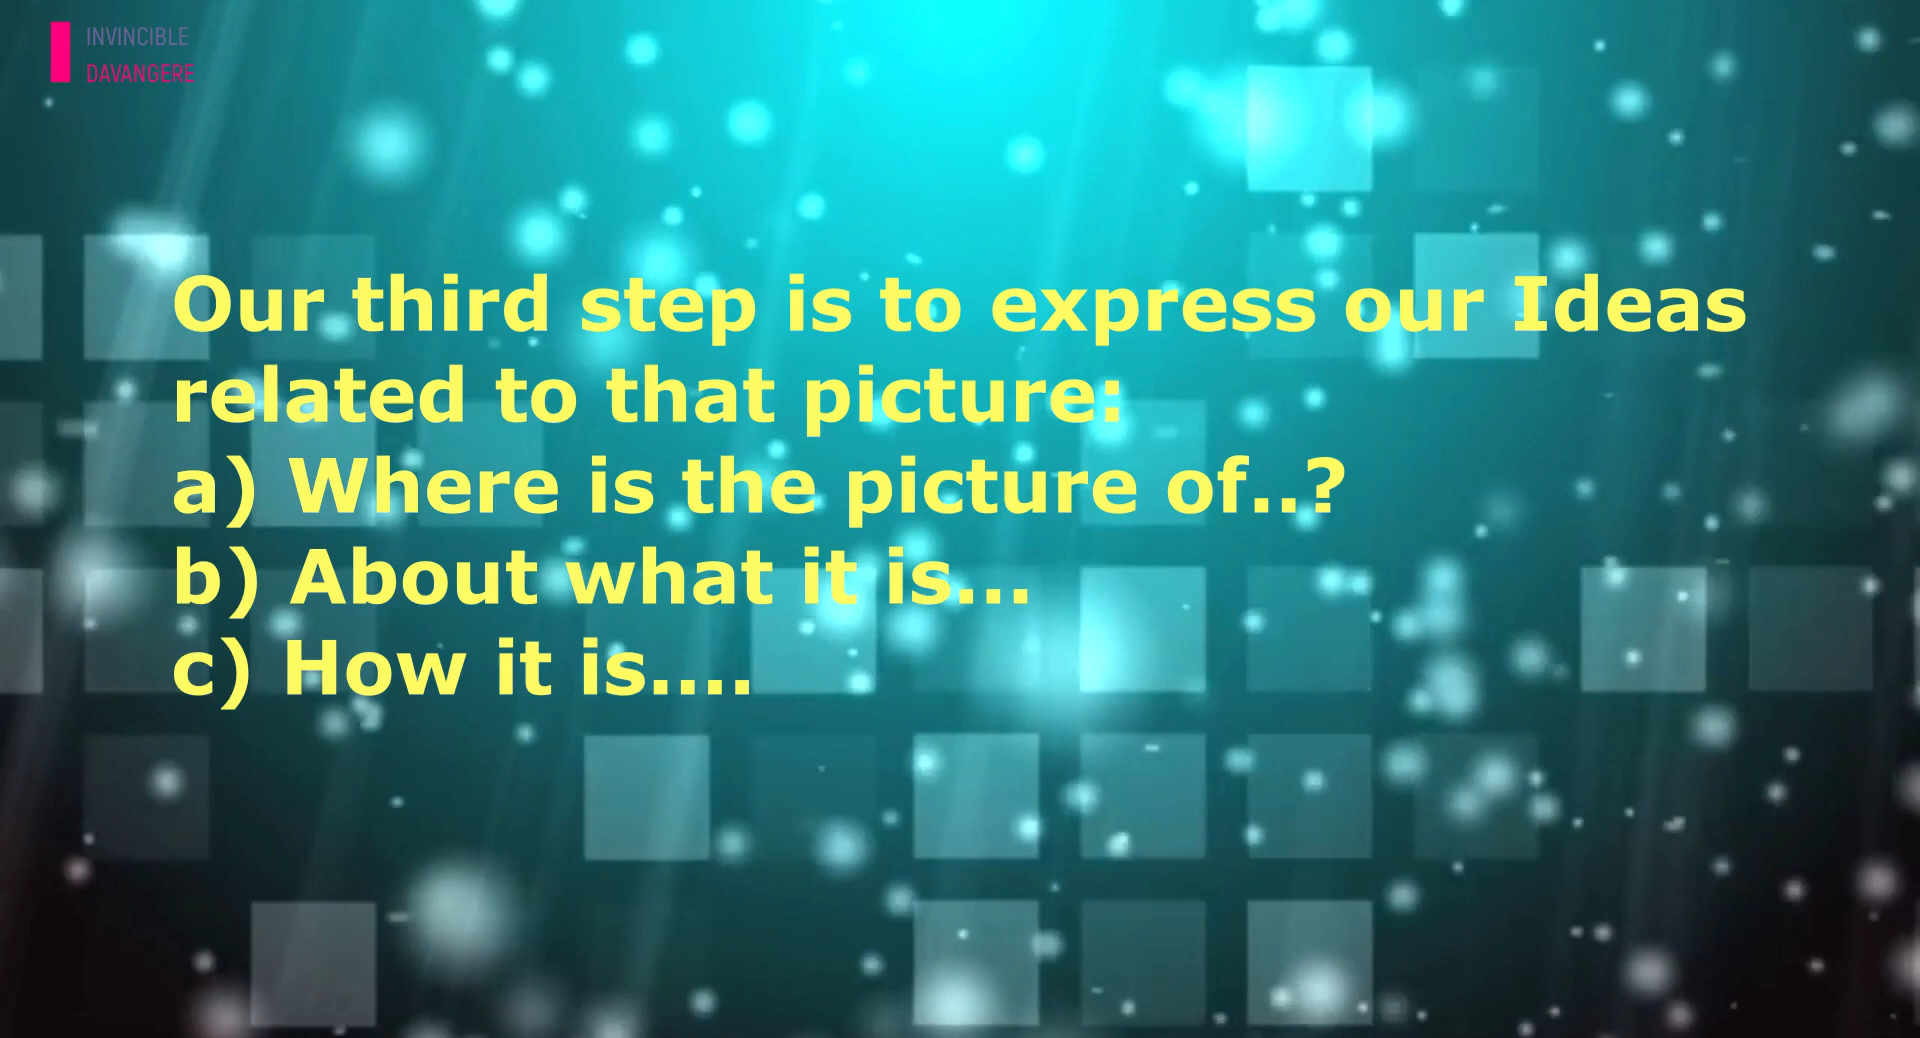 INVINCIBLE
DAVANGERE
Our third step is to express our Ideas
related to that picture:
a) Where is the picture of..?
b) About what it is...
c) How it is....